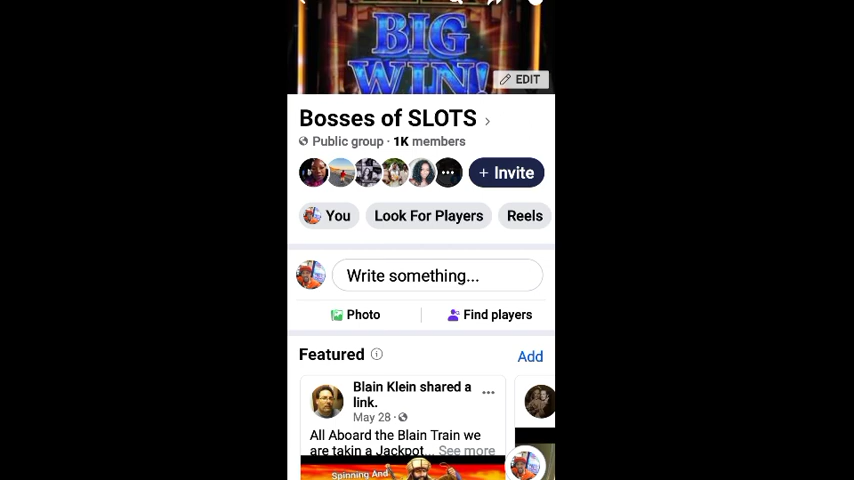 BIG
WIN!
EDIT
Bosses of SLOTS
Public group · 1K members
+ Invite
You
Look For Players
Reels
Write something...
Photo
Find players
Featured
Add
Blain Klein shared a
link.
May 28 ·
All Aboard the Blain Train we
are takin a Jackpot... See more
Spinning And